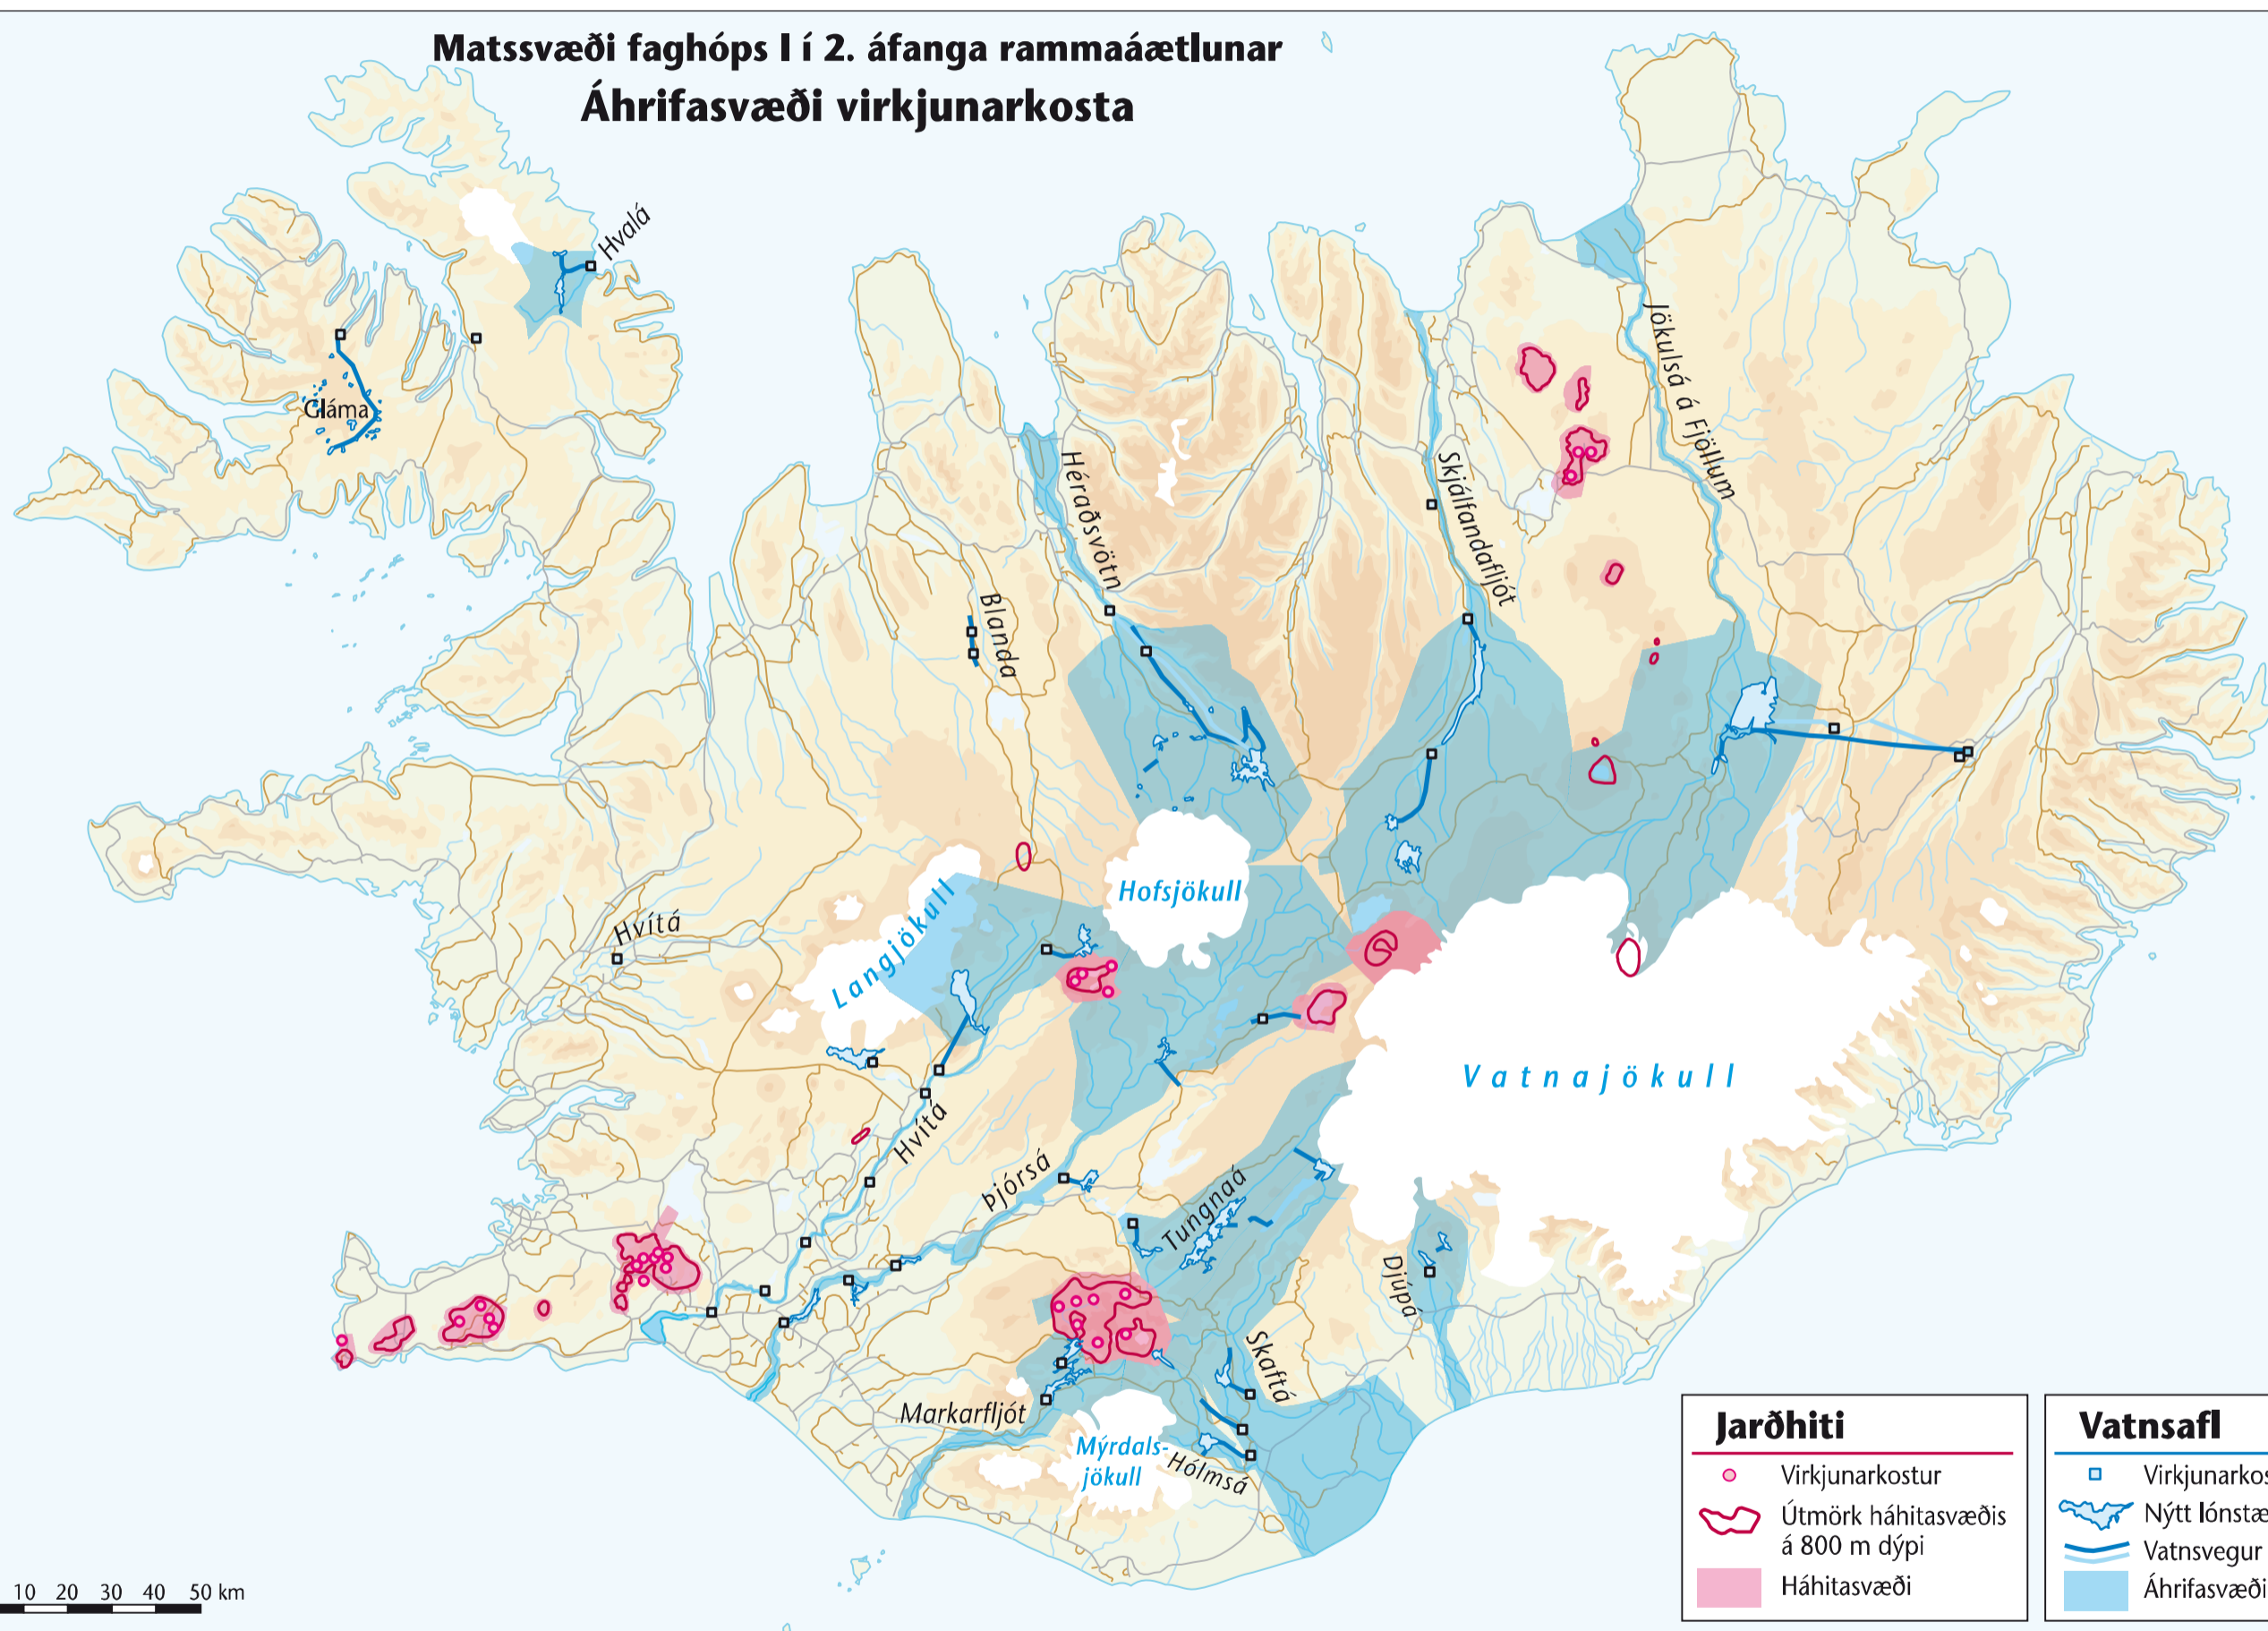 Matssvæði faghóps I í 2. áfanga rammaáætlunar
Áhrifasvæði virkjunarkosta
Hvalá
Gláma
Jökulsá á Fjöllum
Héraðsvötn
Skjálfandafljót
Blanda
Hofsjökull
Langjökull
Hvítá
Vatnajökull
Hvítá
Þjórsá
Tungnaá
Djúpá
Skaftá
Markarfljót
Mýrdals-
jökull
Hólmsá
10 20 30 40 50 km
Jarðhiti
Virkjunarkostur
Útmörk háhitasvæðis
á 800 m dýpi
Háhitasvæði
Vatnsafl
Virkjunarkos
Nýtt lónstæ
Vatnsvegur
Áhrifasvæði